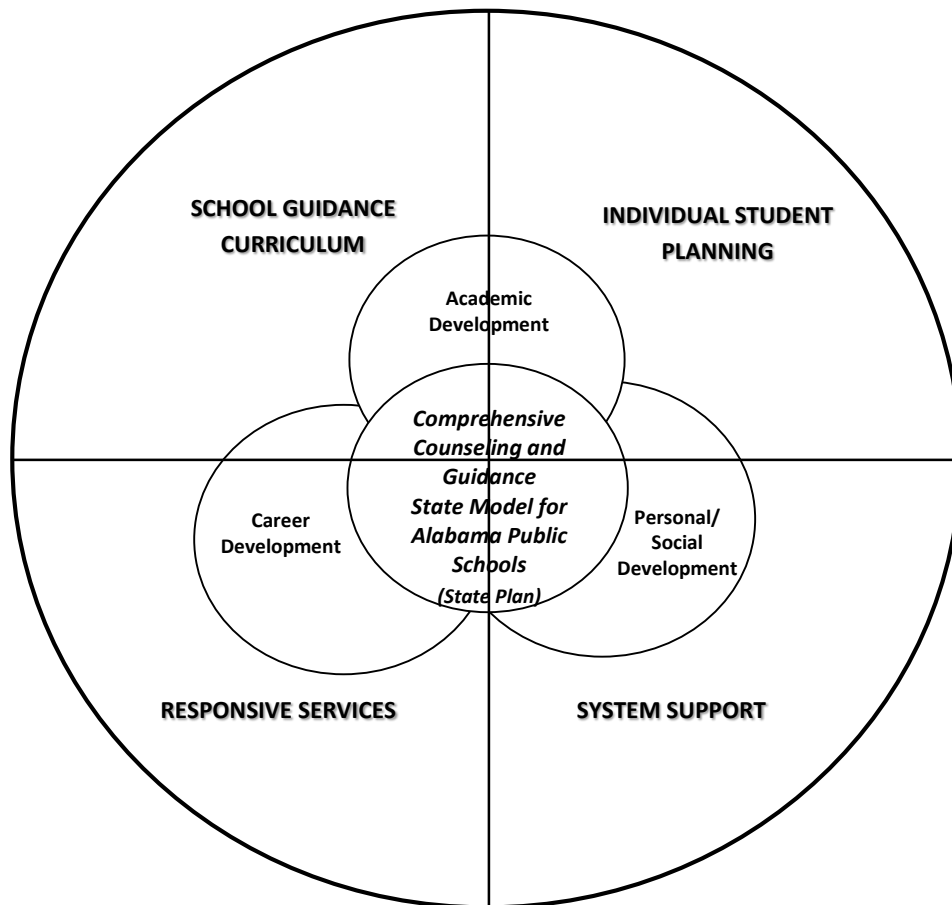 SCHOOL GUIDANCE
CURRICULUM
INDIVIDUAL STUDENT
PLANNING
Academic
Development
Comprehensive
Counseling and
Guidance
State Model for
Alabama Public
Schools
(State Plan)
Career
Development
Personal/
Social
Development
RESPONSIVE SERVICES
SYSTEM SUPPORT